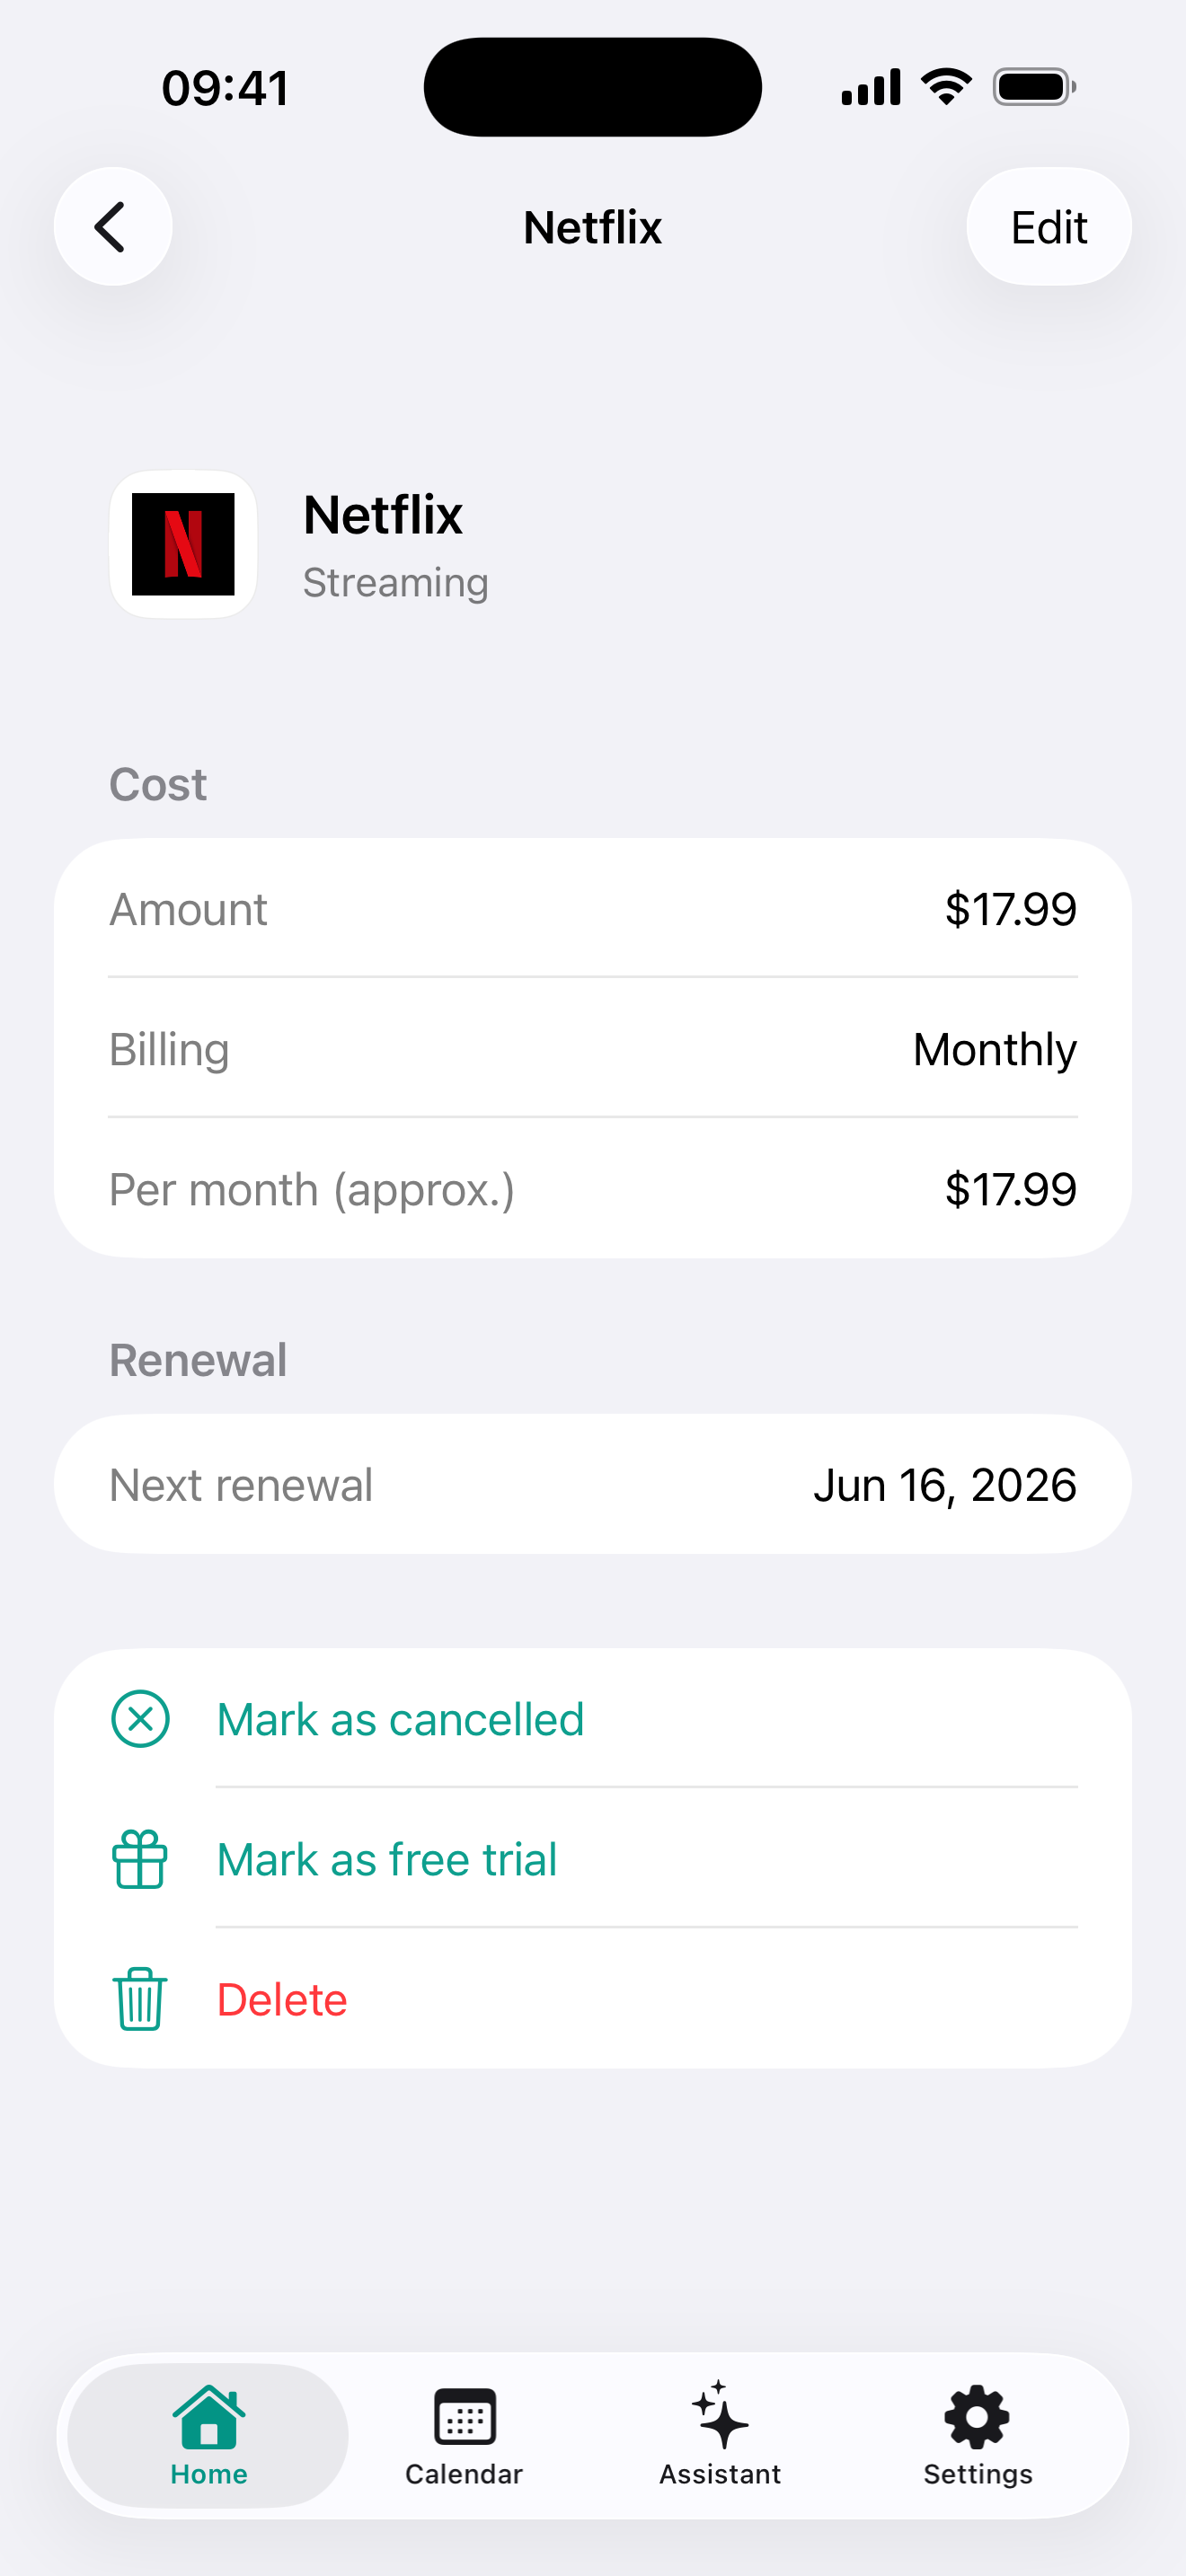 09:41
Netflix
Edit
Netflix
Streaming
Cost
Amount $17.99
Billing Monthly
Per month (approx.) $17.99
Renewal
Next renewal Jun 16, 2026
Mark as cancelled
Mark as free trial
Delete
Home Calendar Assistant Settings